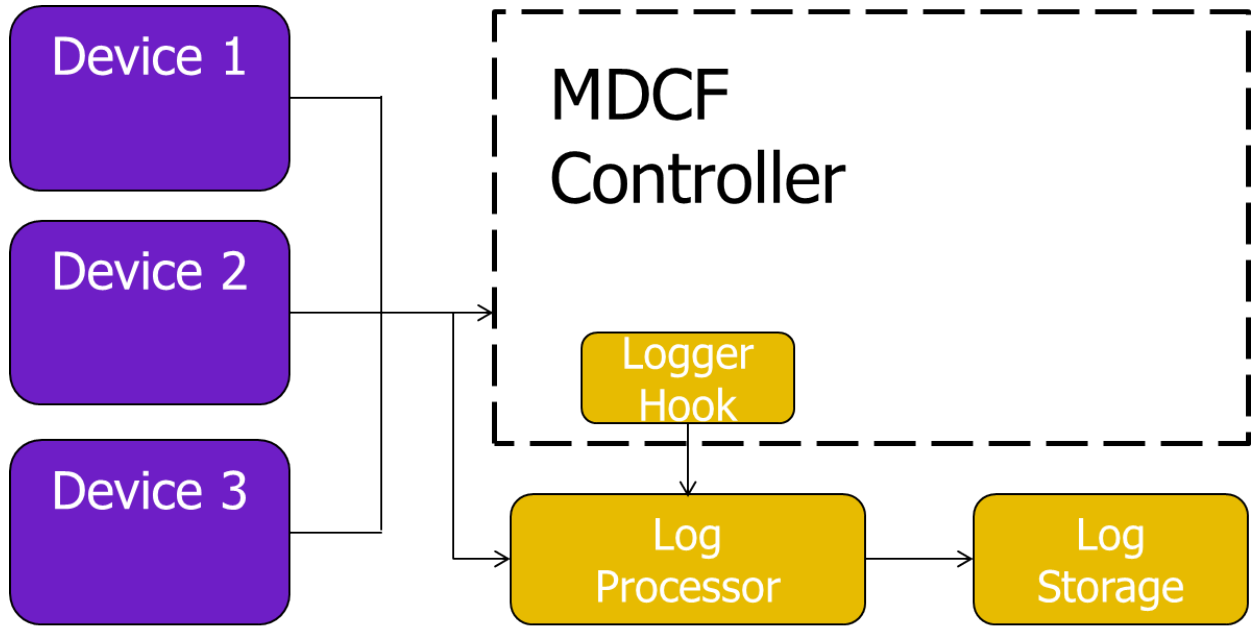 Device 1
Device 2
Device 3
MDCF
Controller
Logger
Hook
Log
Processor
Log
Storage